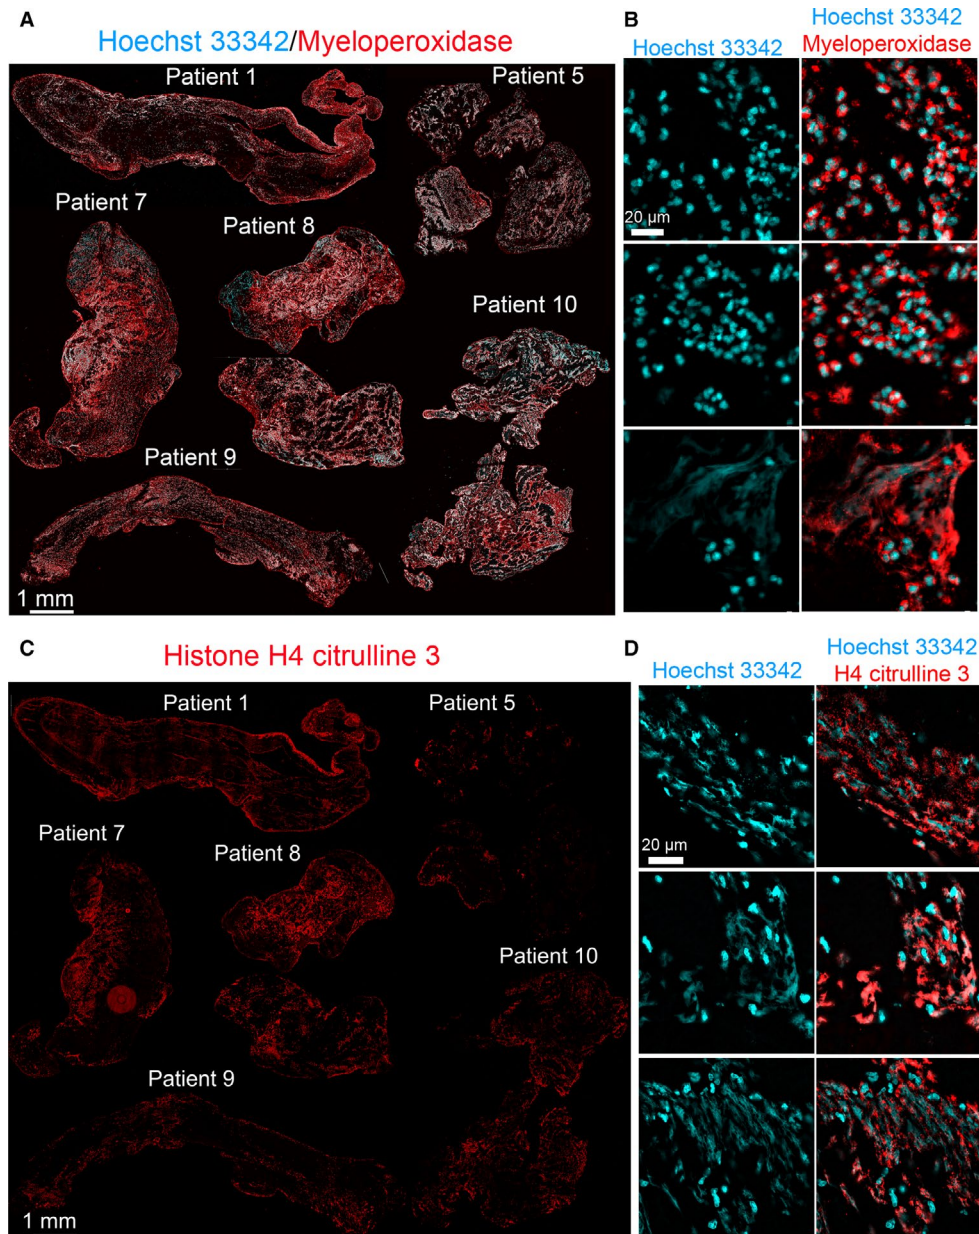 A
Hoechst 33342/Myeloperoxidase
Patient 1
Patient 5
Patient 7
Patient 8
Patient 10
Patient 9
1 mm
B
Hoechst 33342
Hoechst 33342
Myeloperoxidase
20 µm
C
Histone H4 citrulline 3
Patient 1
Patient 5
Patient 7
Patient 8
Patient 10
Patient 9
1 mm
D
Hoechst 33342
Hoechst 33342
H4 citrulline 3
20 µm